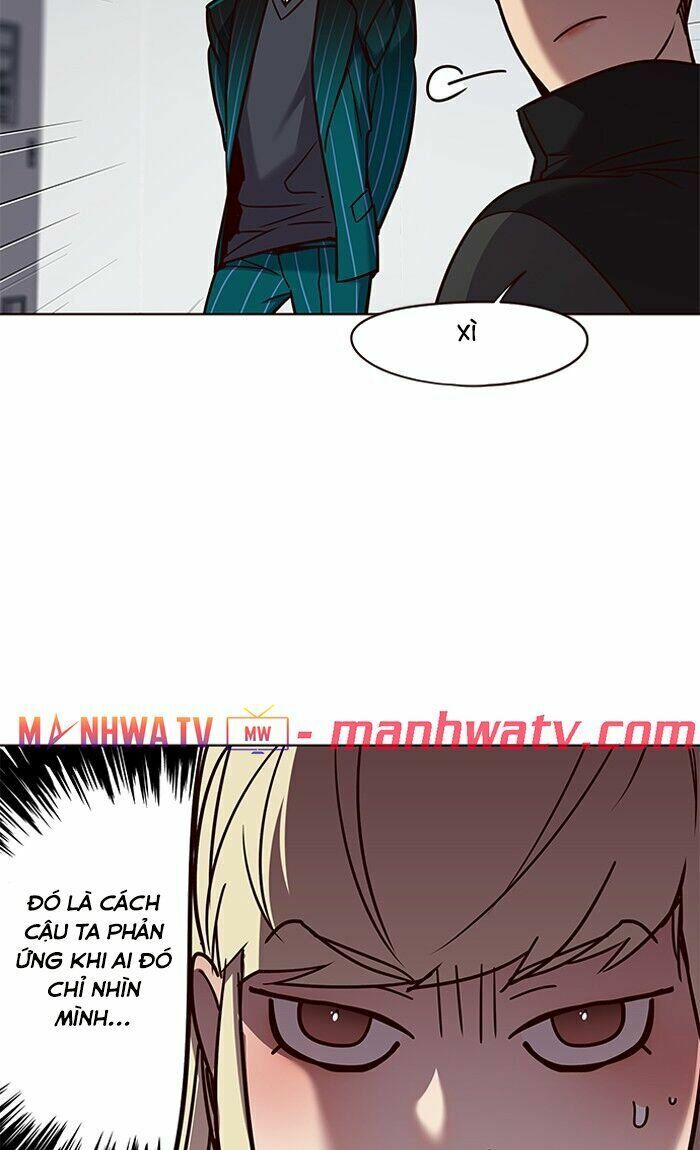 XÌ
MANHWA TV MW - manhwatv.com
ĐÓ LÀ CÁCH
CẬU TA PHẢN
ỨNG KHI AI ĐÓ
CHỈ NHÌN
MÌNH...